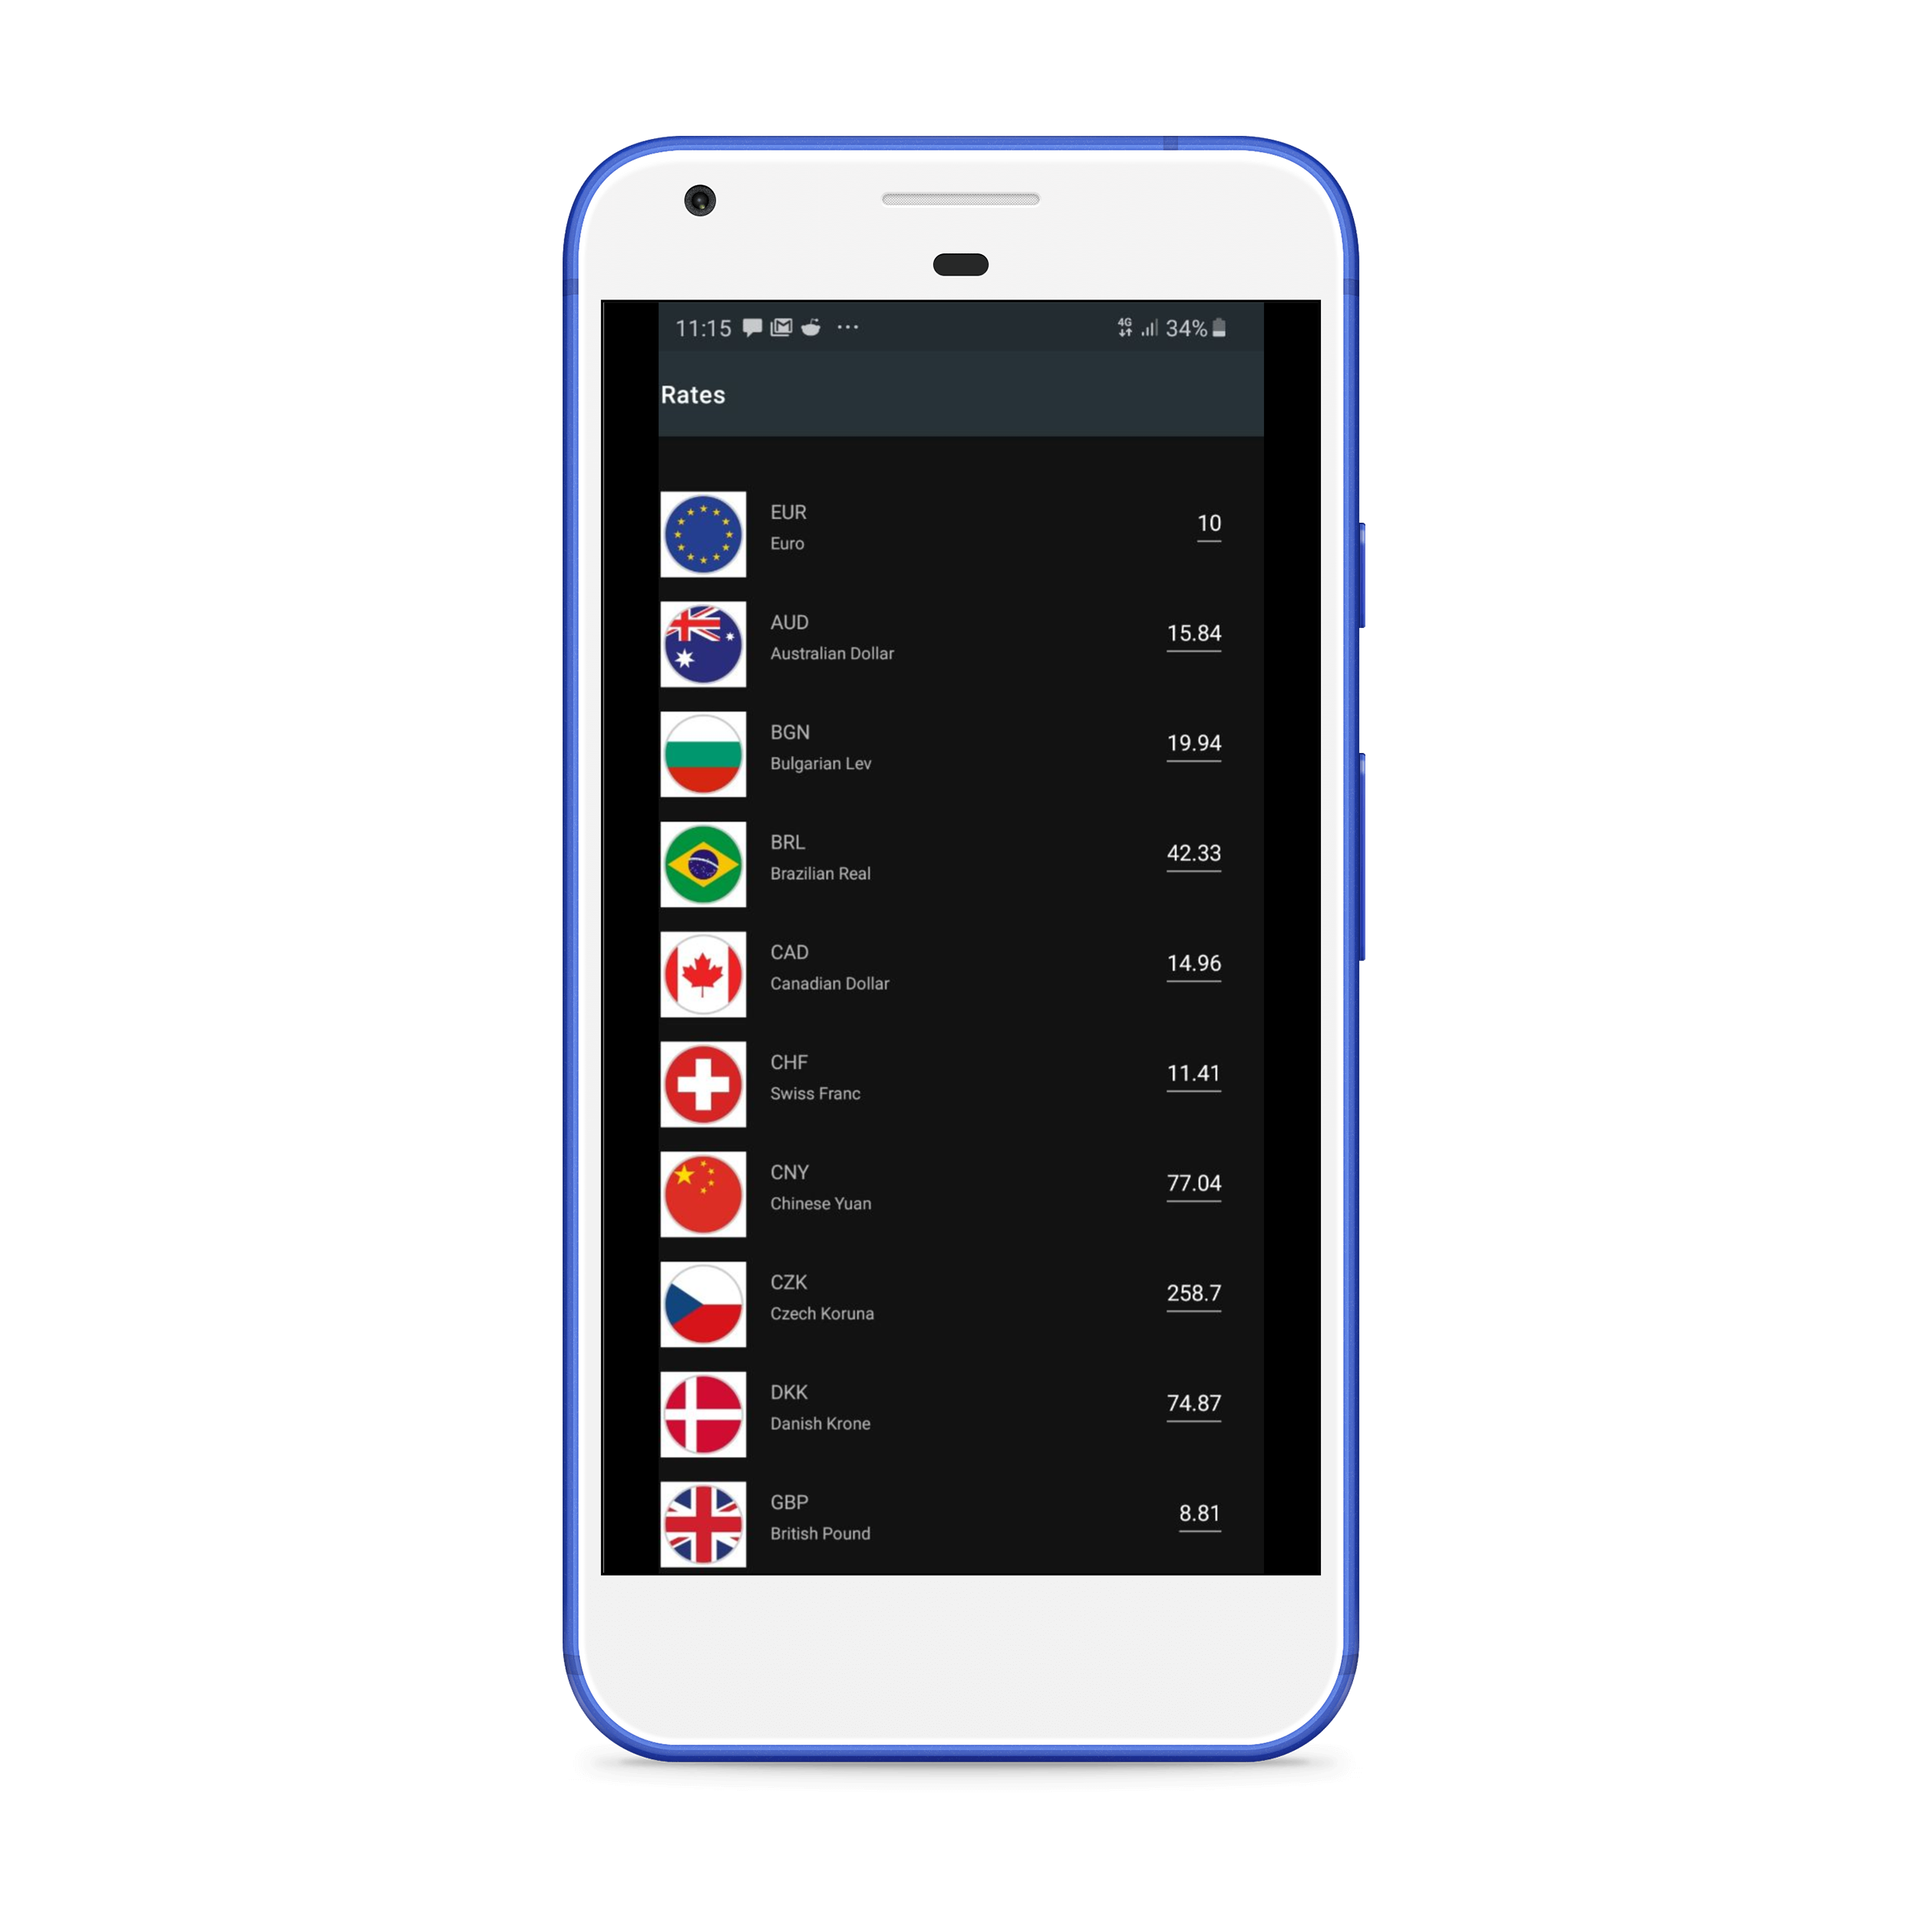 11:15 4G 34%
Rates
EUR
Euro
10
AUD
Australian Dollar
15.84
BGN
Bulgarian Lev
19.94
BRL
Brazilian Real
42.33
CAD
Canadian Dollar
14.96
CHF
Swiss Franc
11.41
CNY
Chinese Yuan
77.04
CZK
Czech Koruna
258.7
DKK
Danish Krone
74.87
GBP
British Pound
8.81